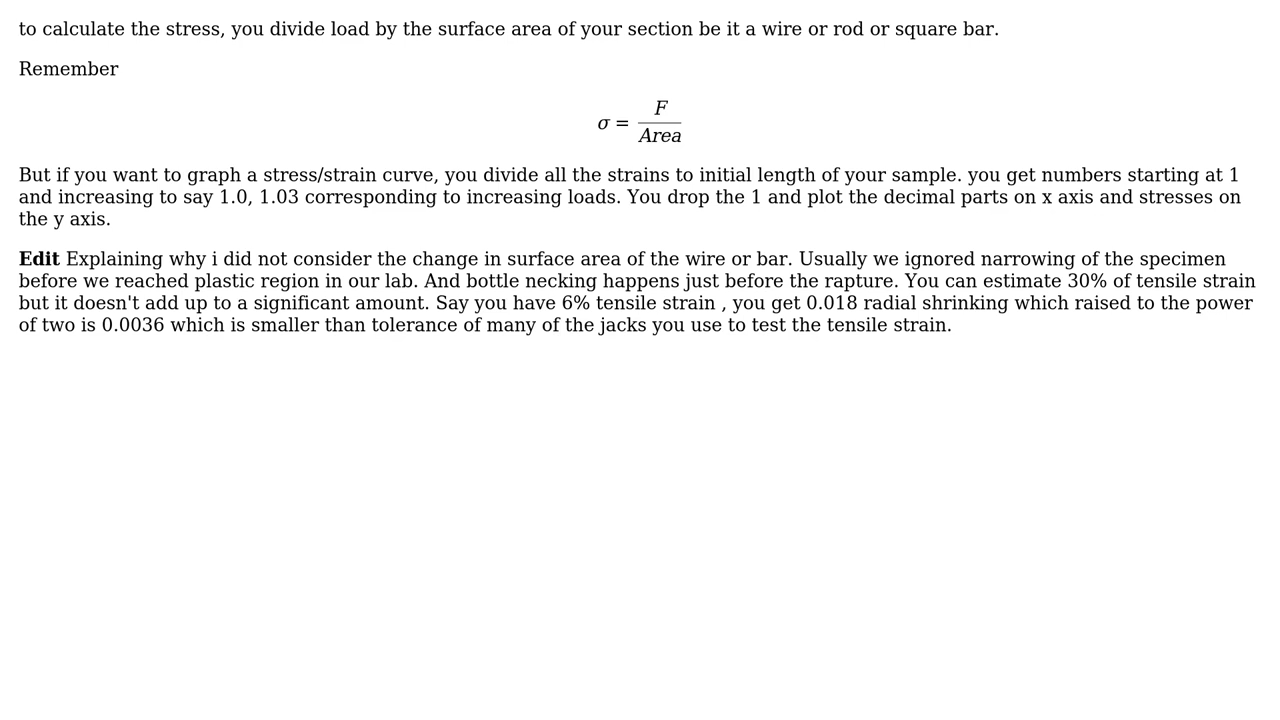 to calculate the stress, you divide load by the surface area of your section be it a wire or rod or square bar.
Remember
σ = F / Area
But if you want to graph a stress/strain curve, you divide all the strains to initial length of your sample. you get numbers starting at 1
and increasing to say 1.0, 1.03 corresponding to increasing loads. You drop the 1 and plot the decimal parts on x axis and stresses on
the y axis.
Edit Explaining why i did not consider the change in surface area of the wire or bar. Usually we ignored narrowing of the specimen
before we reached plastic region in our lab. And bottle necking happens just before the rapture. You can estimate 30% of tensile strain
but it doesn't add up to a significant amount. Say you have 6% tensile strain , you get 0.018 radial shrinking which raised to the power
of two is 0.0036 which is smaller than tolerance of many of the jacks you use to test the tensile strain.